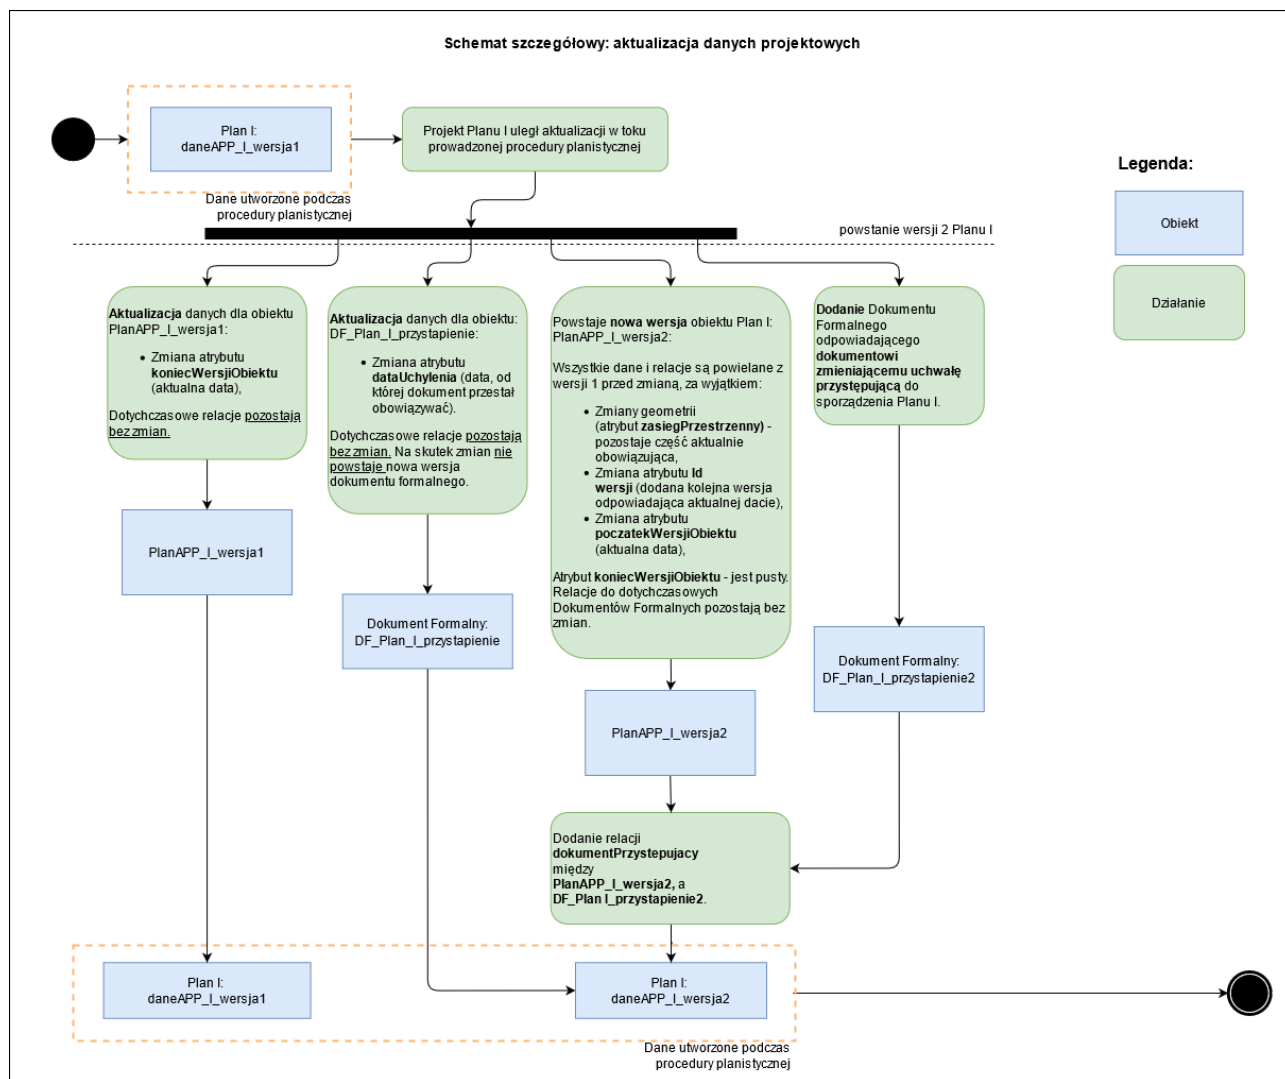 Schemat szczegółowy: aktualizacja danych projektowych
Plan I:
daneAPP_I_wersja1
Projekt Planu I uległ aktualizacji w toku
prowadzonej procedury planistycznej
Dane utworzone podczas
procedury planistycznej
Legenda:
Obiekt
Działanie
powstanie wersji 2 Planu I
Aktualizacja danych dla obiektu
PlanAPP_I_wersja1:
• Zmiana atrybutu
koniecWersjiObiektu
(aktualna data),
Dotychczasowe relacje pozostają
bez zmian.
Aktualizacja danych dla obiektu:
DF_Plan_I_przystapienie:
• Zmiana atrybutu
dataUchylenia (data, od
której dokument przestał
obowiązywać).
Dotychczasowe relacje pozostają
bez zmian. Na skutek zmian nie
powstaje nowa wersja
dokumentu formalnego.
Powstaje nowa wersja obiektu Plan I:
PlanAPP_I_wersja2:
Wszystkie dane i relacje są powielane z
wersji 1 przed zmianą, za wyjątkiem:
• Zmiany geometrii
(atrybut zasiegPrzestrzenny) -
pozostaje część aktualnie
obowiązująca,
• Zmiana atrybutu Id
wersji (dodana kolejna wersja
odpowiadająca aktualnej dacie),
• Zmiana atrybutu
poczatekWersjiObiektu
(aktualna data),
Atrybut koniecWersjiObiektu - jest pusty.
Relacje do dotychczasowych
Dokumentów Formalnych pozostają bez
zmian.
Dodanie Dokumentu
Formalnego
odpowiadającego
dokumentowi
zmieniającemu uchwałę
przystępującą do
sporządzenia Planu I.
PlanAPP_I_wersja1
Dokument Formalny:
DF_Plan_I_przystapienie
PlanAPP_I_wersja2
Dokument Formalny:
DF_Plan_I_przystapienie2
Dodanie relacji
dokumentPrzystepujacy
między
PlanAPP_I_wersja2, a
DF_Plan I_przystapienie2.
Plan I:
daneAPP_I_wersja1
Plan I:
daneAPP_I_wersja2
Dane utworzone podczas
procedury planistycznej